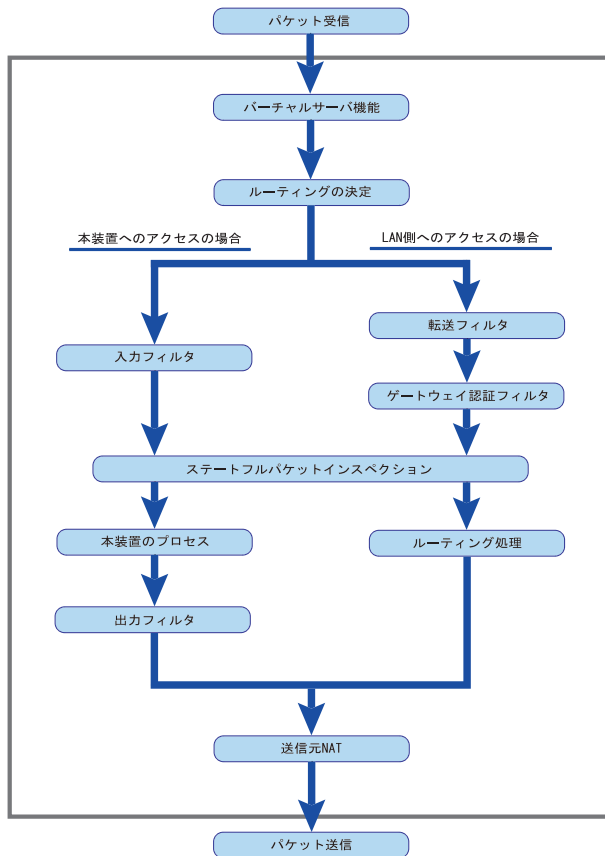 パケット受信
バーチャルサーバ機能
ルーティングの決定
本装置へのアクセスの場合
LAN側へのアクセスの場合
転送フィルタ
入力フィルタ
ゲートウェイ認証フィルタ
ステートフルパケットインスペクション
本装置のプロセス
ルーティング処理
出力フィルタ
送信元NAT
パケット送信